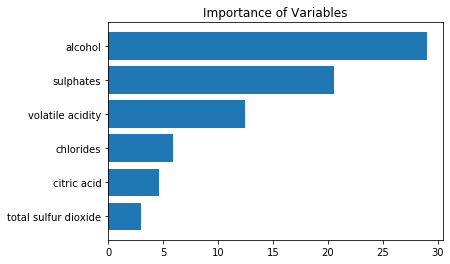 Importance of Variables
alcohol
sulphates
volatile acidity
chlorides
citric acid
total sulfur dioxide
0 5 10 15 20 25 30